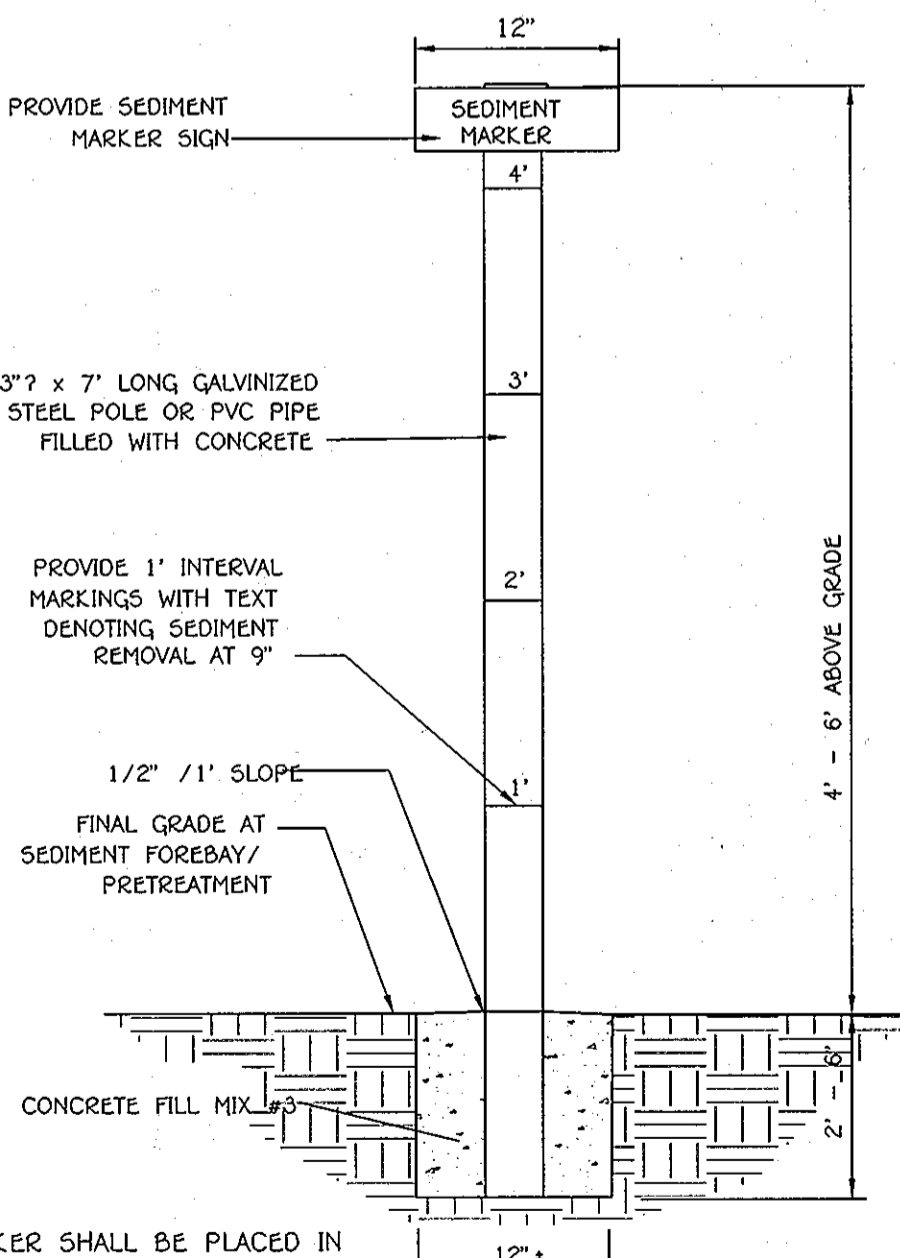 12"
PROVIDE SEDIMENT
MARKER SIGN
SEDIMENT
MARKER
4'
3"? x 7' LONG GALVINIZED
STEEL POLE OR PVC PIPE
FILLED WITH CONCRETE
3'
PROVIDE 1' INTERVAL
MARKINGS WITH TEXT
DENOTING SEDIMENT
REMOVAL AT 9"
2'
4' - 6' ABOVE GRADE
1/2" /1' SLOPE
1'
FINAL GRADE AT
SEDIMENT FOREBAY/
PRETREATMENT
CONCRETE FILL MIX #3
2' - 6"
SHALL BE PLACED IN
12"